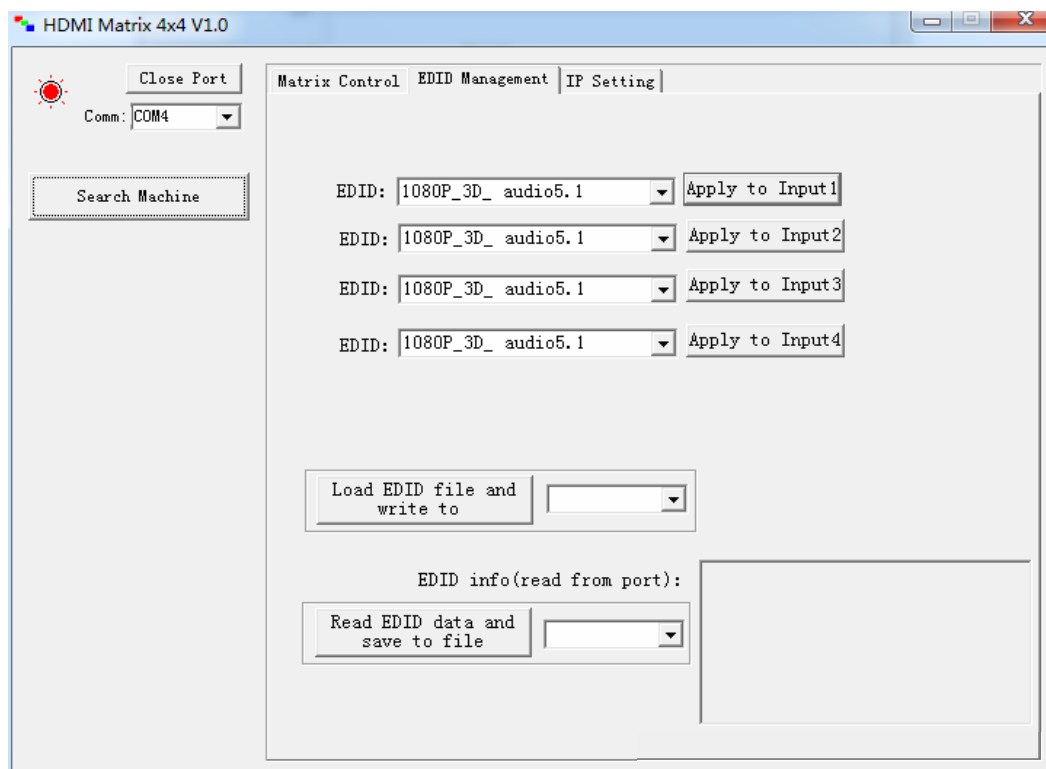 HDMI Matrix 4x4 V1.0
Close Port
Comm: COM4
Search Machine
Matrix Control EDID Management IP Setting
EDID: 1080P_3D_ audio5.1 Apply to Input1
EDID: 1080P_3D_ audio5.1 Apply to Input2
EDID: 1080P_3D_ audio5.1 Apply to Input3
EDID: 1080P_3D_ audio5.1 Apply to Input4
Load EDID file and
write to
EDID info(read from port):
Read EDID data and
save to file